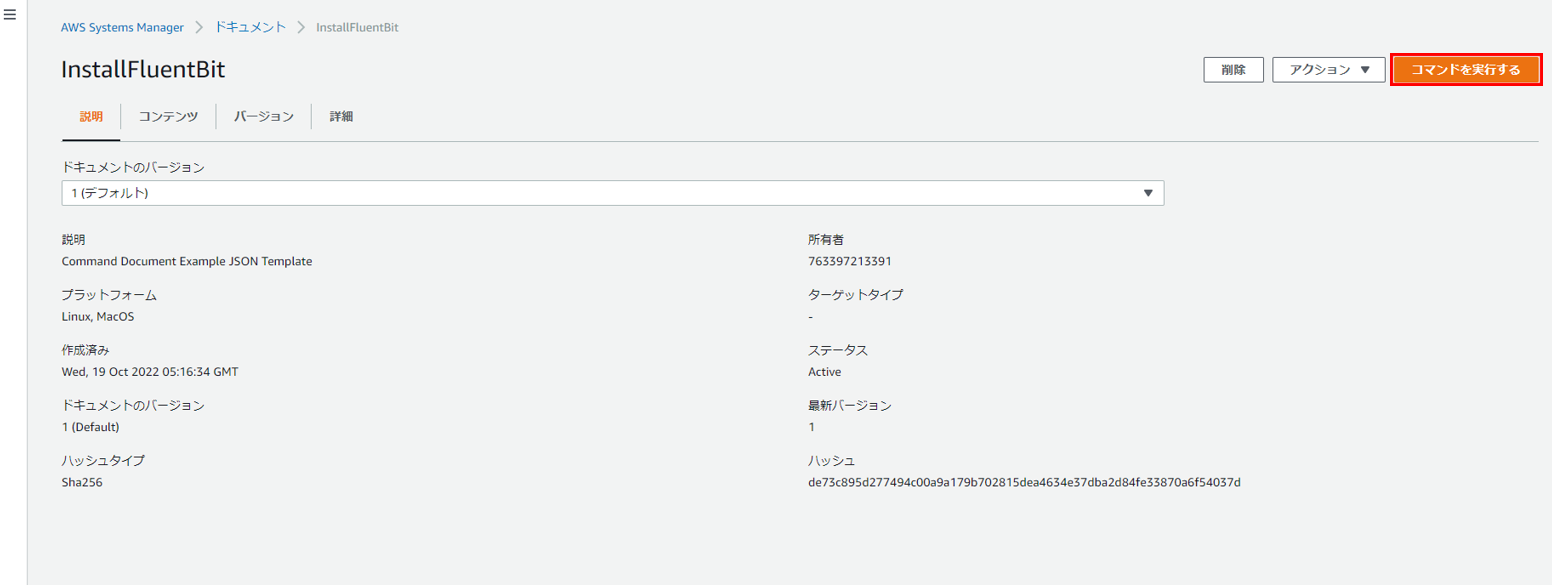 AWS Systems Manager > ドキュメント > InstallFluentBit
InstallFluentBit
削除 アクション ▼ コマンドを実行する
説明 コンテンツ バージョン 詳細
ドキュメントのバージョン
1 (デフォルト)
説明
Command Document Example JSON Template
所有者
763397213391
プラットフォーム
Linux, MacOS
ターゲットタイプ
-
作成済み
Wed, 19 Oct 2022 05:16:34 GMT
ステータス
Active
ドキュメントのバージョン
1 (Default)
最新バージョン
1
ハッシュタイプ
Sha256
ハッシュ
de73c895d277494c00a9a179b702815dea4634e37dba2d84fe33870a6f54037d